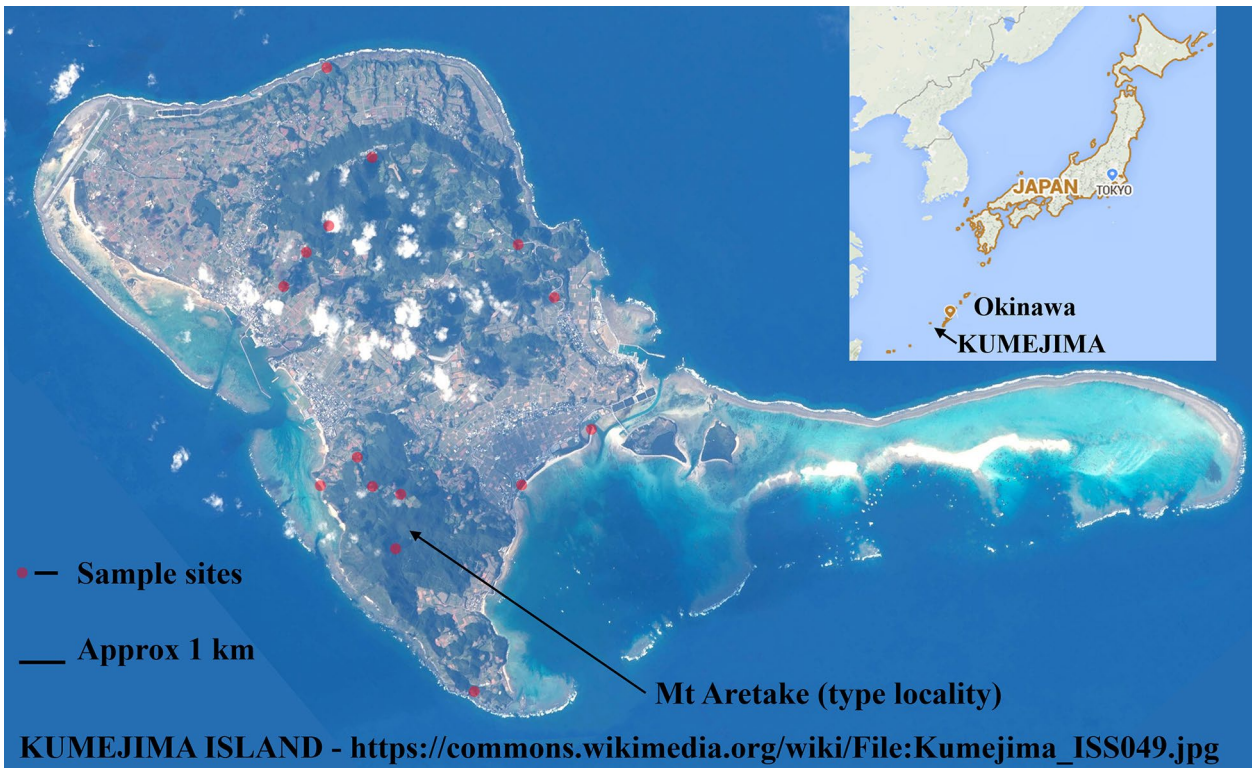 JAPAN
TOKYO
Okinawa
KUMEJIMA
Sample sites
Approx 1 km
Mt Aretake (type locality)
KUMEJIMA ISLAND - https://commons.wikimedia.org/wiki/File:Kumejima_ISS049.jpg